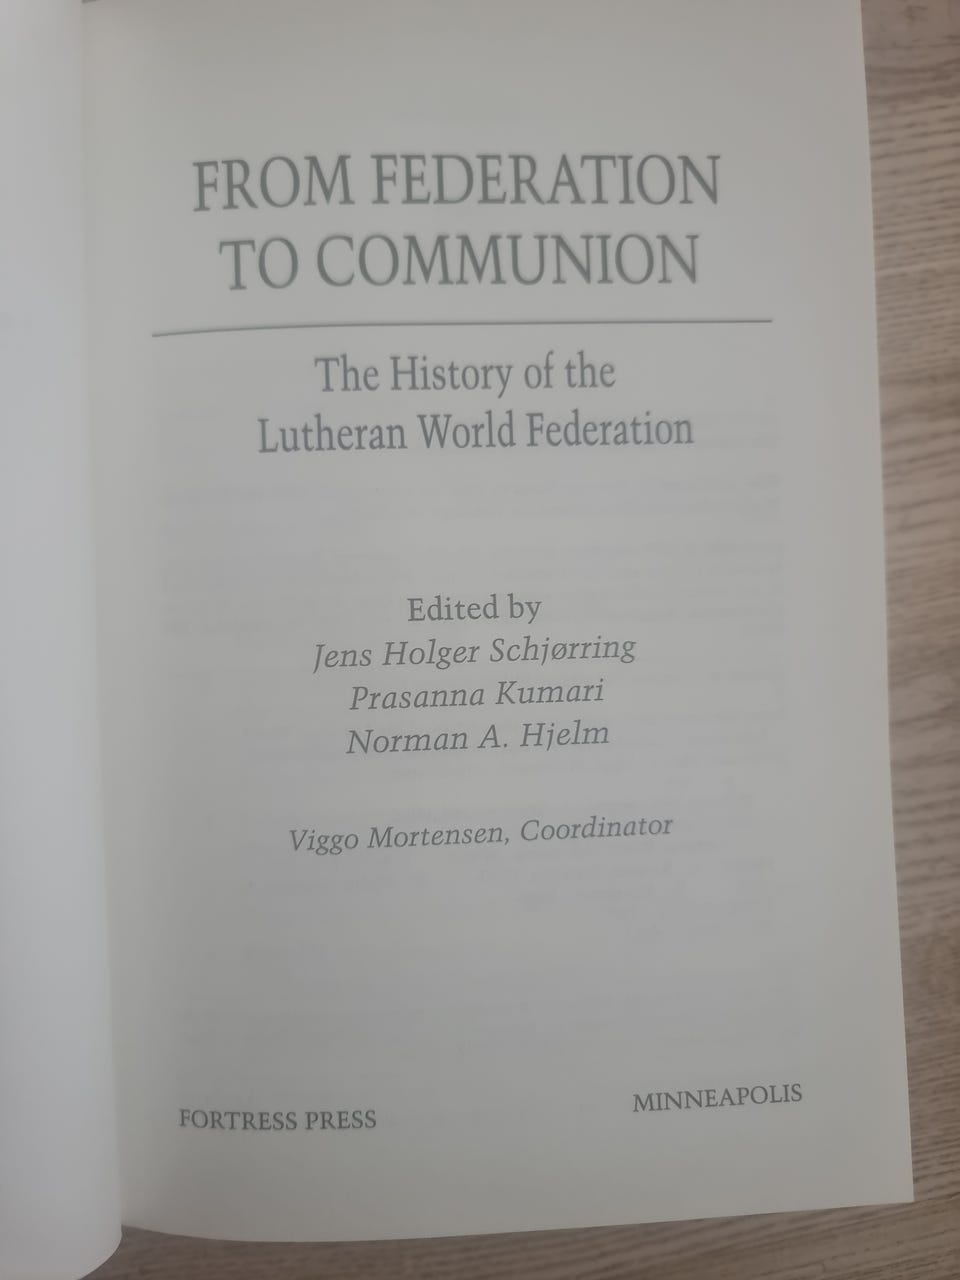 FROM FEDERATION
TO COMMUNION
The History of the
Lutheran World Federation
Edited by
Jens Holger Schjørring
Prasanna Kumari
Norman A. Hjelm
Viggo Mortensen, Coordinator
FORTRESS PRESS MINNEAPOLIS